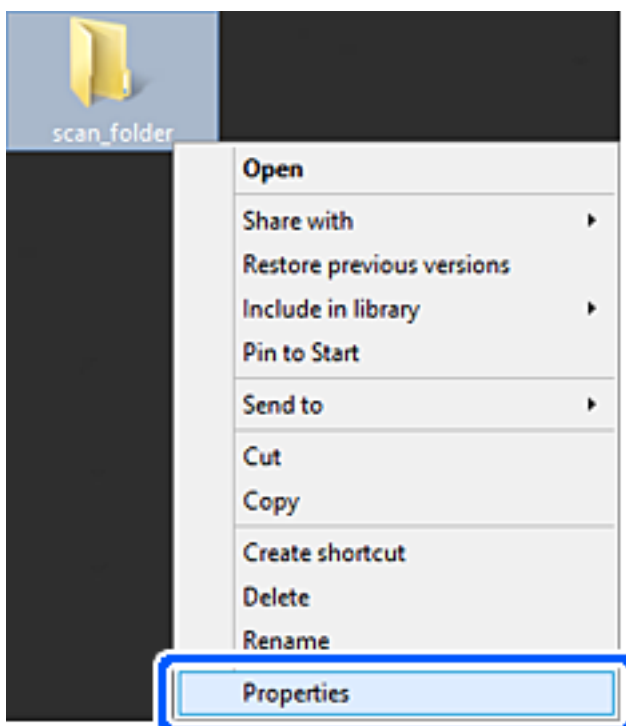 scan_folder
Open
Share with
Restore previous versions
Include in library
Pin to Start
Send to
Cut
Copy
Create shortcut
Delete
Rename
Properties